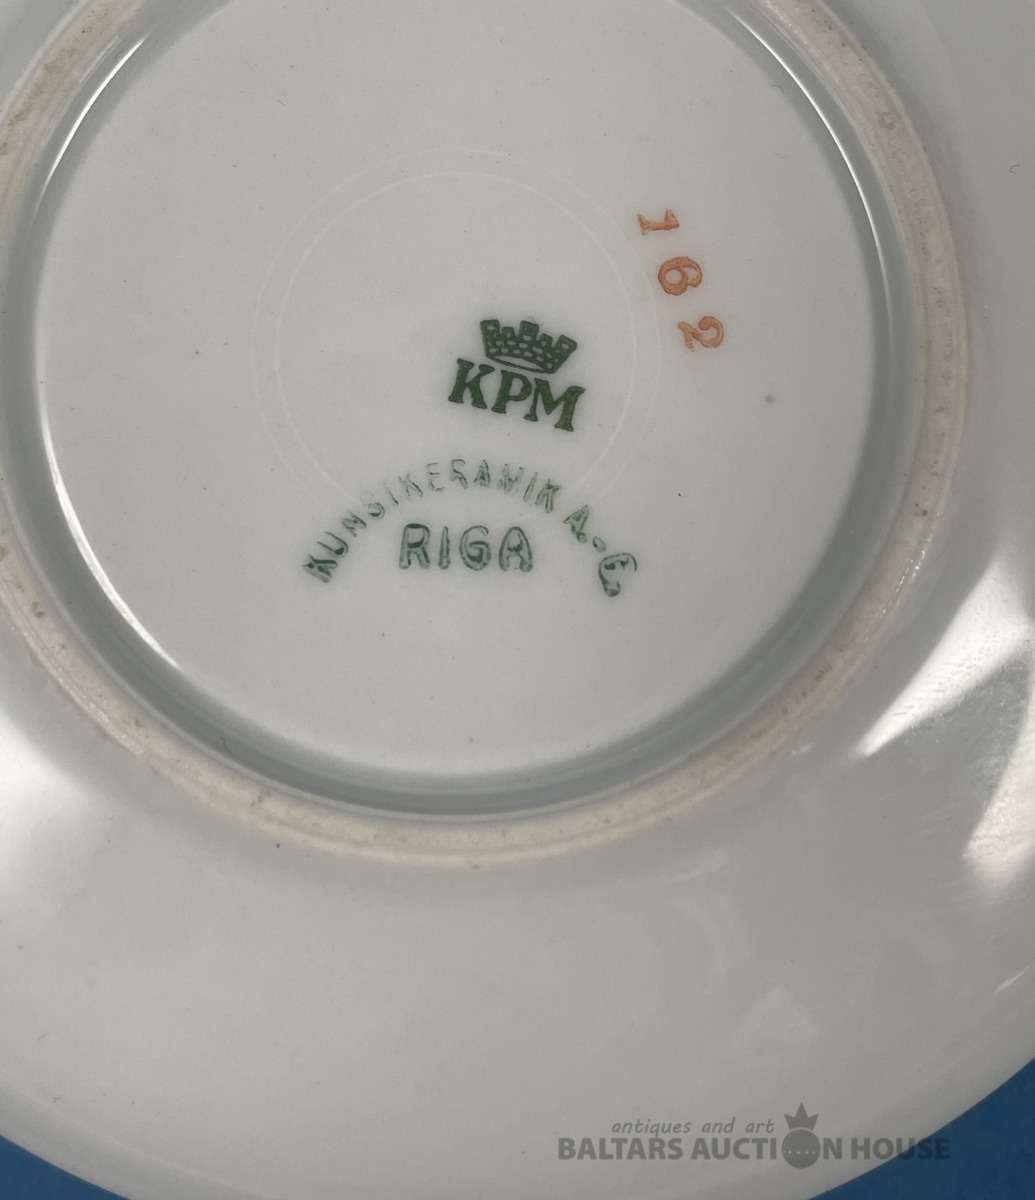 162
KPM
KUNSTKERAMIK A.-G
RIGA
antiques and art
BALTARS AUCTION HOUSE